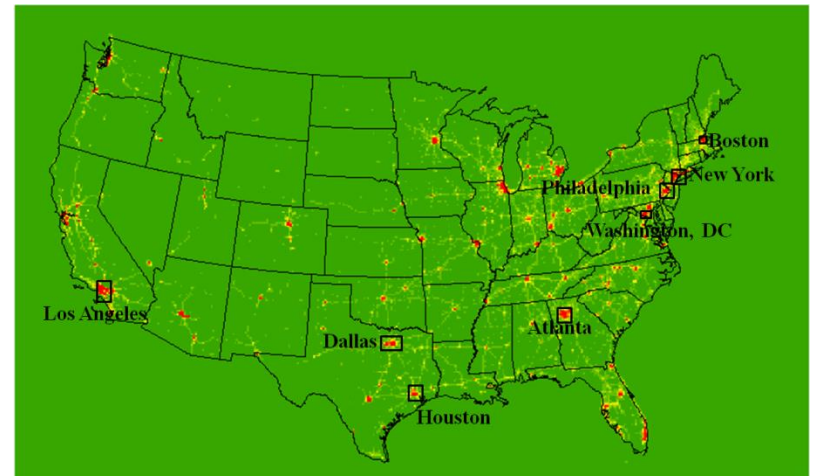 Boston
New York
Philadelphia
Washington, DC
Los Angeles
Atlanta
Dallas
Houston